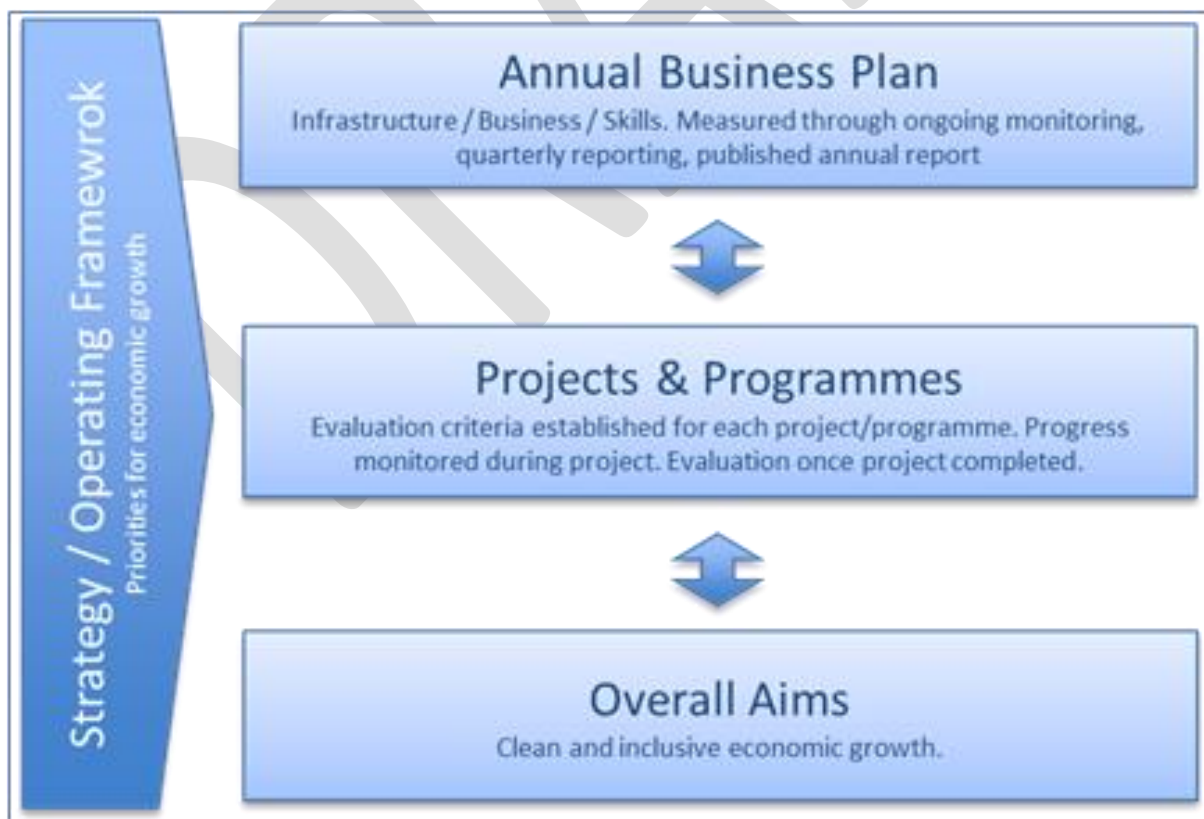 Strategy / Operating Framewrok
Priorities for economic growth
Annual Business Plan
Infrastructure / Business / Skills. Measured through ongoing monitoring,
quarterly reporting, published annual report
Projects & Programmes
Evaluation criteria established for each project/programme. Progress
monitored during project. Evaluation once project completed.
Overall Aims
Clean and inclusive economic growth.